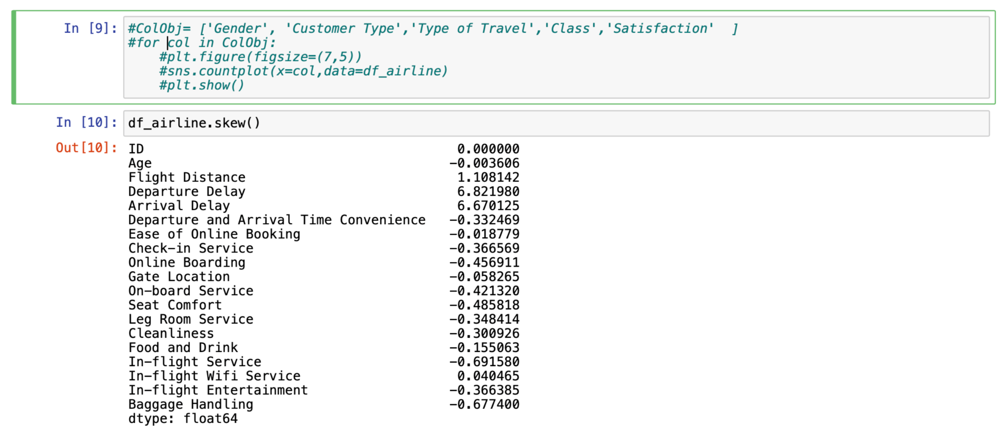 In [9]: #ColObj= ['Gender', 'Customer Type','Type of Travel','Class','Satisfaction'  ]
#for col in ColObj:
    #plt.figure(figsize=(7,5))
    #sns.countplot(x=col,data=df_airline)
    #plt.show()
In [10]: df_airline.skew()
Out[10]: ID 0.000000
Age -0.003606
Flight Distance 1.108142
Departure Delay 6.821980
Arrival Delay 6.670125
Departure and Arrival Time Convenience -0.332469
Ease of Online Booking -0.018779
Check-in Service -0.366569
Online Boarding -0.456911
Gate Location -0.058265
On-board Service -0.421320
Seat Comfort -0.485818
Leg Room Service -0.348414
Cleanliness -0.300926
Food and Drink -0.155063
In-flight Service -0.691580
In-flight Wifi Service 0.040465
In-flight Entertainment -0.366385
Baggage Handling -0.677400
dtype: float64